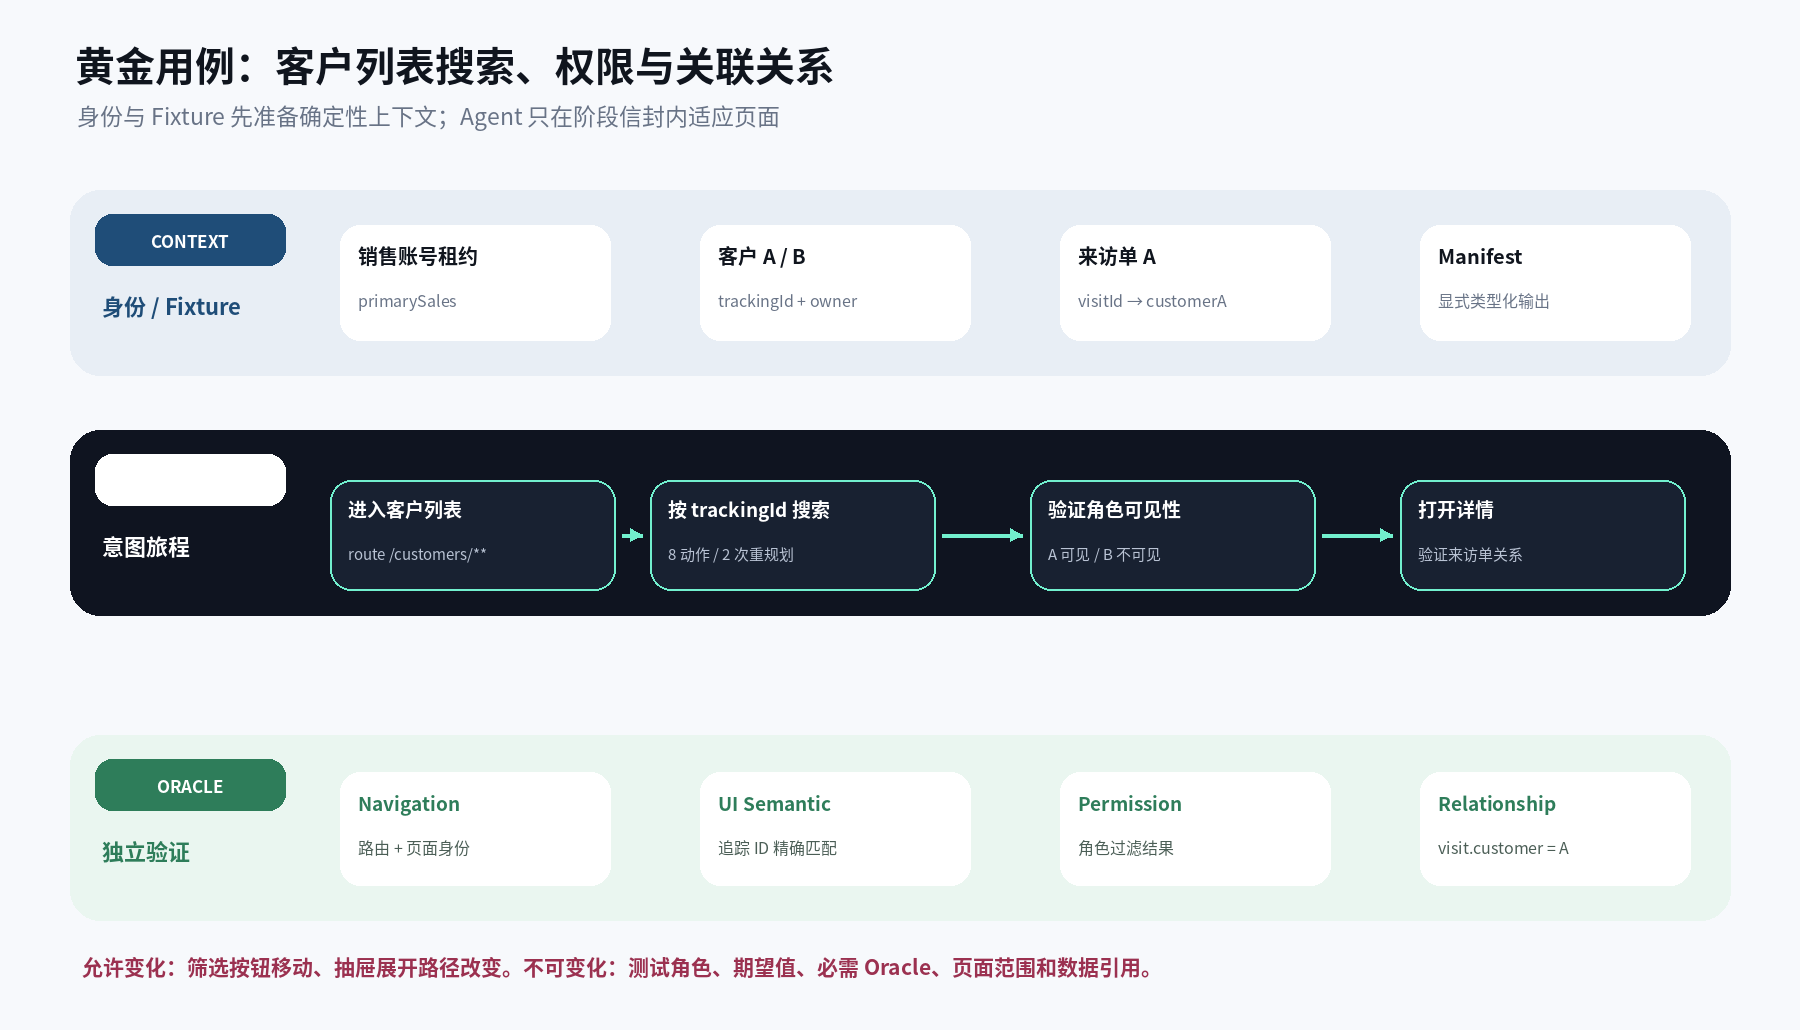 黄金用例：客户列表搜索、权限与关联关系
身份与 Fixture 先准备确定性上下文；Agent 只在阶段信封内适应页面
CONTEXT
身份 / Fixture
销售账号租约
primarySales
客户 A / B
trackingId + owner
来访单 A
visitId → customerA
Manifest
显式类型化输出
意图旅程
进入客户列表
route /customers/**
按 trackingId 搜索
8 动作 / 2 次重规划
验证角色可见性
A 可见 / B 不可见
打开详情
验证来访单关系
ORACLE
独立验证
Navigation
路由 + 页面身份
UI Semantic
追踪 ID 精确匹配
Permission
角色过滤结果
Relationship
visit.customer = A
允许变化：筛选按钮移动、抽屉展开路径改变。不可变化：测试角色、期望值、必需 Oracle、页面范围和数据引用。